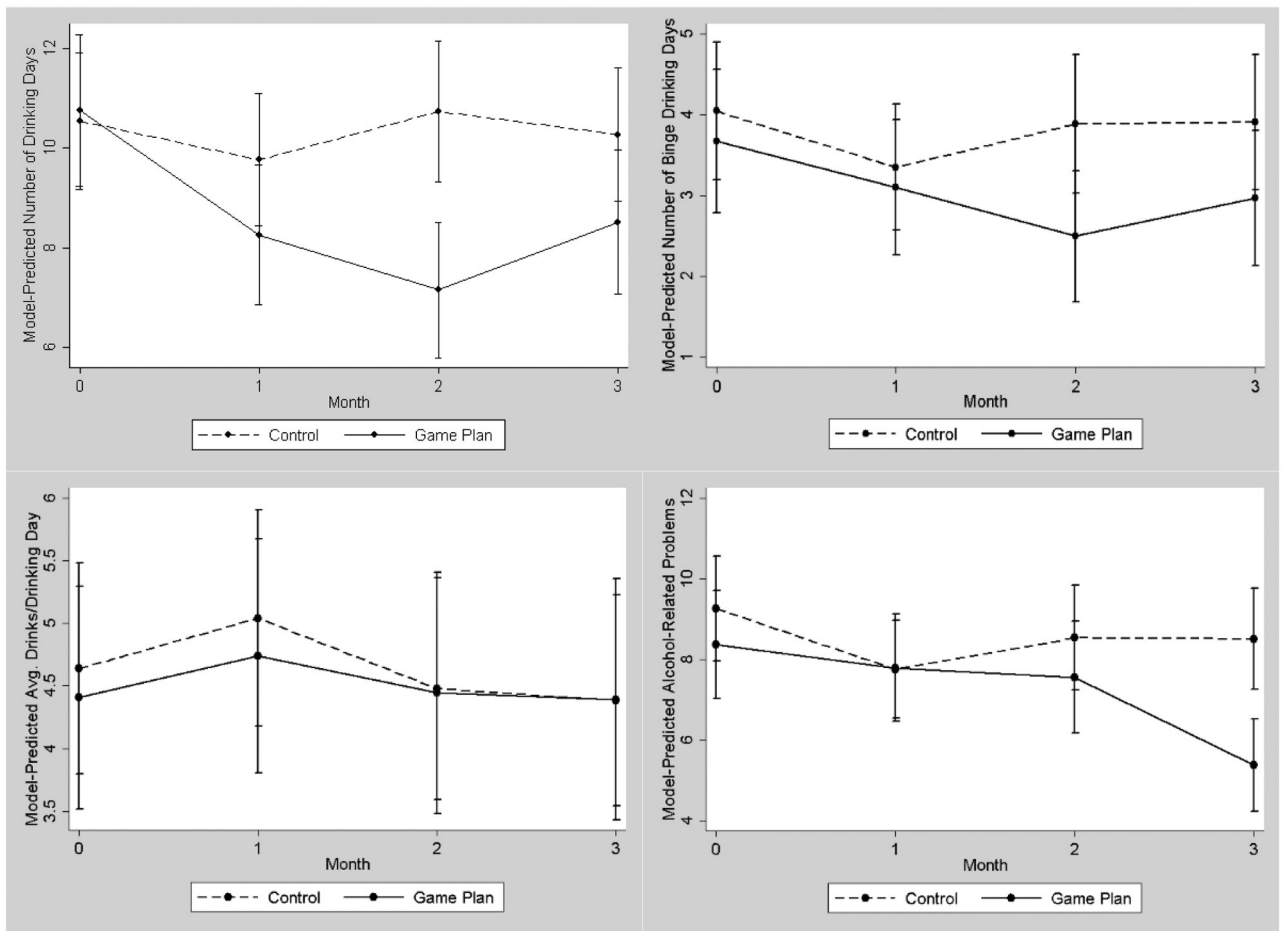 Model-Predicted Number of Drinking Days
12
10
8
6
0 1 2 3
Month
Control Game Plan
Model-Predicted Number of Binge Drinking Days
5
4
3
2
1
0 1 2 3
Month
Control Game Plan
Model-Predicted Avg. Drinks/Drinking Day
6
5.5
5
4.5
4
3.5
0 1 2 3
Month
Control Game Plan
Model-Predicted Alcohol-Related Problems
12
10
8
6
4
0 1 2 3
Month
Control Game Plan